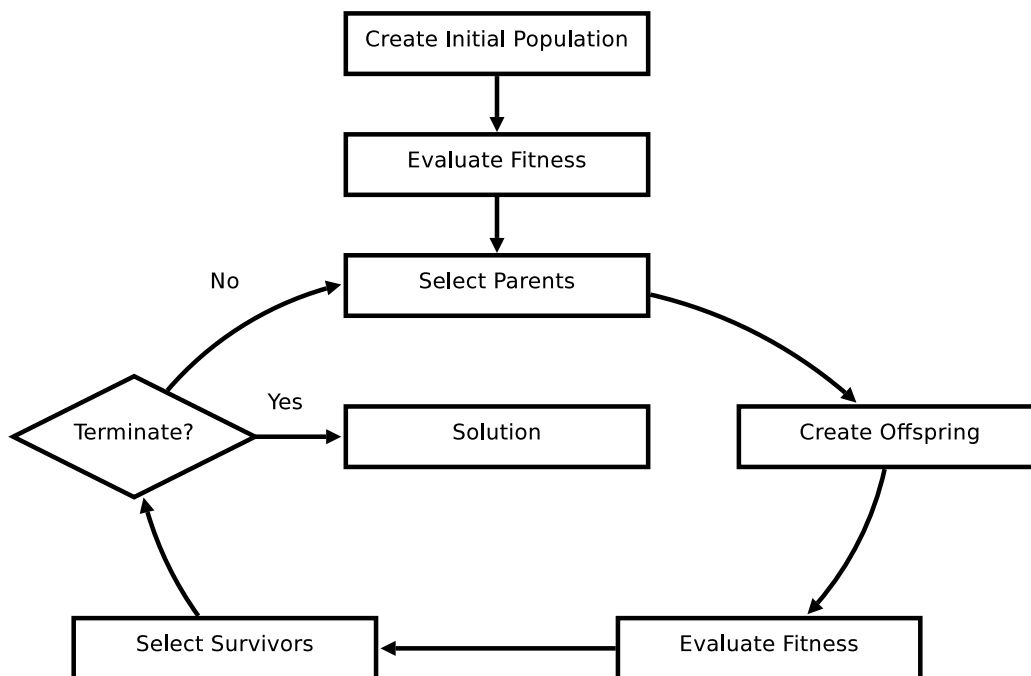 Create Initial Population
Evaluate Fitness
Select Parents
No
Yes
Terminate?
Solution
Create Offspring
Select Survivors
Evaluate Fitness